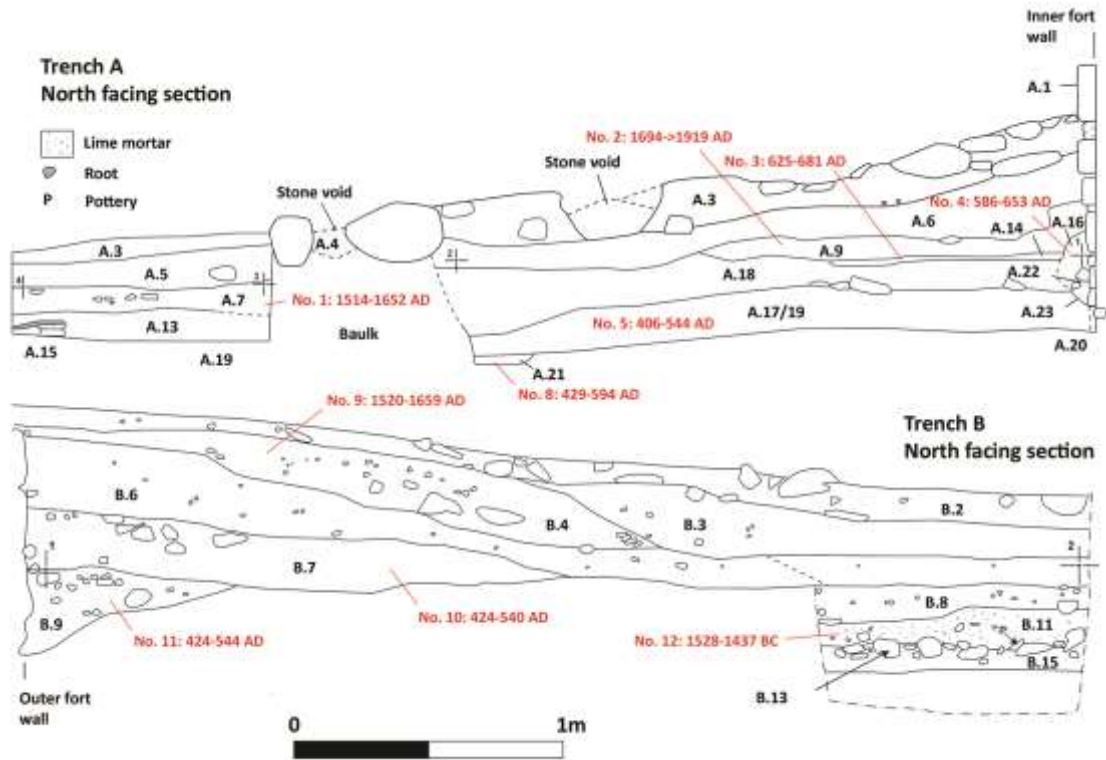 Trench A
North facing section
Lime mortar
Root
P Pottery
Inner fort
wall
A.1
No. 2: 1694->1919 AD
Stone void
No. 3: 625-681 AD
Stone void
No. 4: 586-653 AD
A.3
A.4
A.6
A.14
A.16
A.3
2
A.9
A.5
A.18
A.22
4
3
A.7
No. 1: 1514-1652 AD
A.17/19
A.23
A.13
No. 5: 406-544 AD
Baulk
A.15
A.19
A.20
A.21
No. 8: 429-594 AD
No. 9: 1520-1659 AD
Trench B
North facing section
B.6
B.2
B.4
B.3
2
B.7
B.8
No. 10: 424-540 AD
B.9
No. 11: 424-544 AD
B.11
No. 12: 1528-1437 BC
B.15
B.13
Outer fort
wall
0 1m